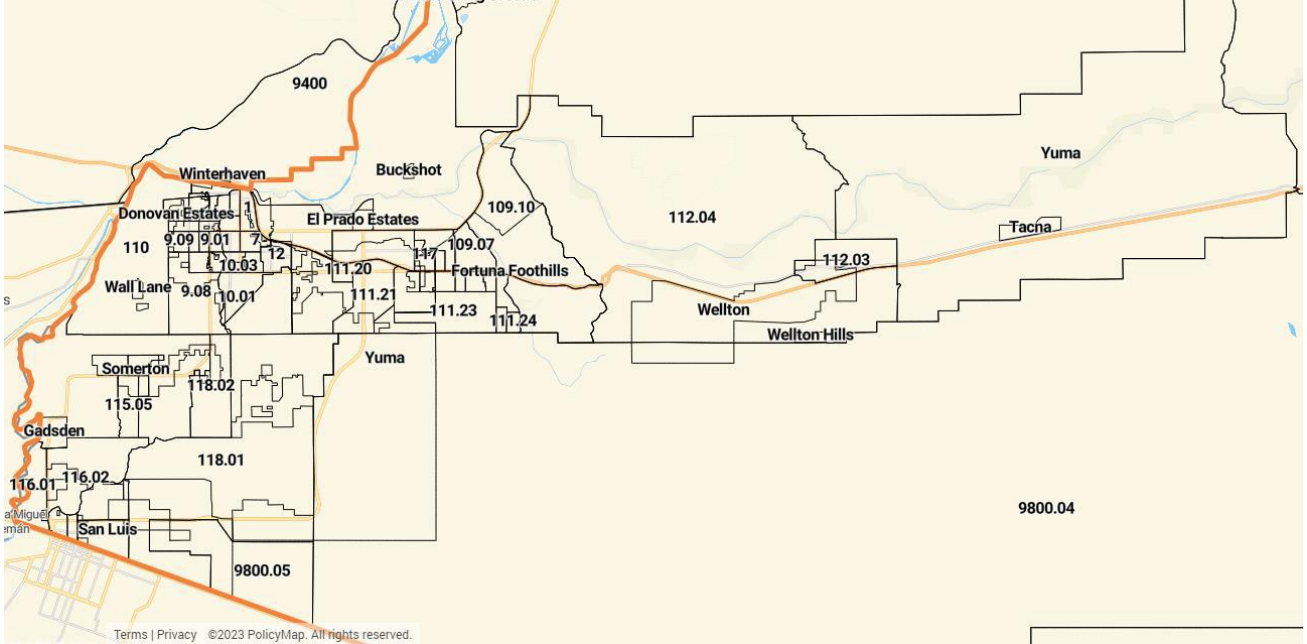 9400
Yuma
Winterhaven
Buckshot
1
109.10
Donovan Estates
El Prado Estates
112.04
Tacna
110
9.09
9.01
7
12
109.07
117
10.03
111.20
Fortuna Foothills
112.03
Wall Lane
9.08
10.01
111.21
111.23
111.24
Wellton
Wellton Hills
Yuma
Somerton
118.02
115.05
Gadsden
118.01
116.02
116.01
9800.04
San Luis
9800.05
Terms | Privacy ©2023 PolicyMap. All rights reserved.